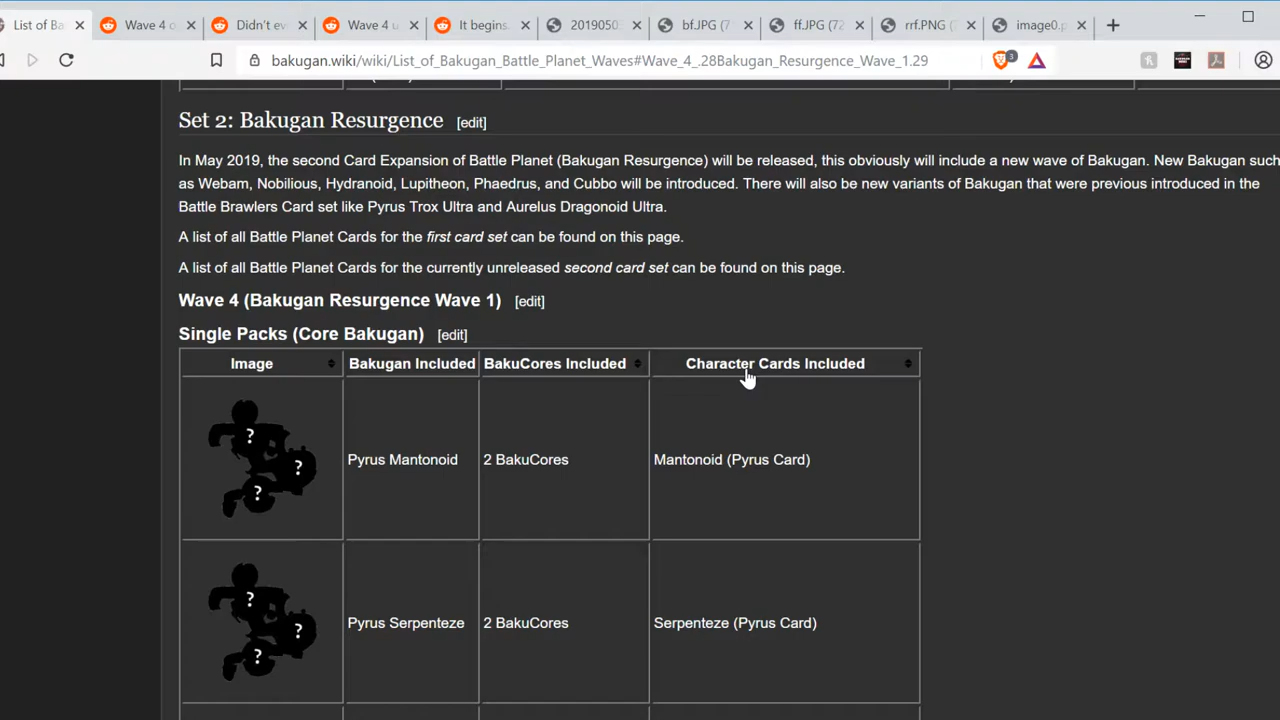 List of Ba
Wave 4 o
Didn't ev
Wave 4 u
It begins.
2019050
bf.JPG (7
ff.JPG (72
rrf.PNG (
image0.p
bakugan.wiki/wiki/List_of_Bakugan_Battle_Planet_Waves#Wave_4_.28Bakugan_Resurgence_Wave_1.29
3
Set 2: Bakugan Resurgence [edit]
In May 2019, the second Card Expansion of Battle Planet (Bakugan Resurgence) will be released, this obviously will include a new wave of Bakugan. New Bakugan such
as Webam, Nobilious, Hydranoid, Lupitheon, Phaedrus, and Cubbo will be introduced. There will also be new variants of Bakugan that were previous introduced in the
Battle Brawlers Card set like Pyrus Trox Ultra and Aurelus Dragonoid Ultra.
A list of all Battle Planet Cards for the first card set can be found on this page.
A list of all Battle Planet Cards for the currently unreleased second card set can be found on this page.
Wave 4 (Bakugan Resurgence Wave 1) [edit]
Single Packs (Core Bakugan) [edit]
Image Bakugan Included BakuCores Included Character Cards Included
? ? ?
Pyrus Mantonoid 2 BakuCores Mantonoid (Pyrus Card)
? ? ?
Pyrus Serpenteze 2 BakuCores Serpenteze (Pyrus Card)